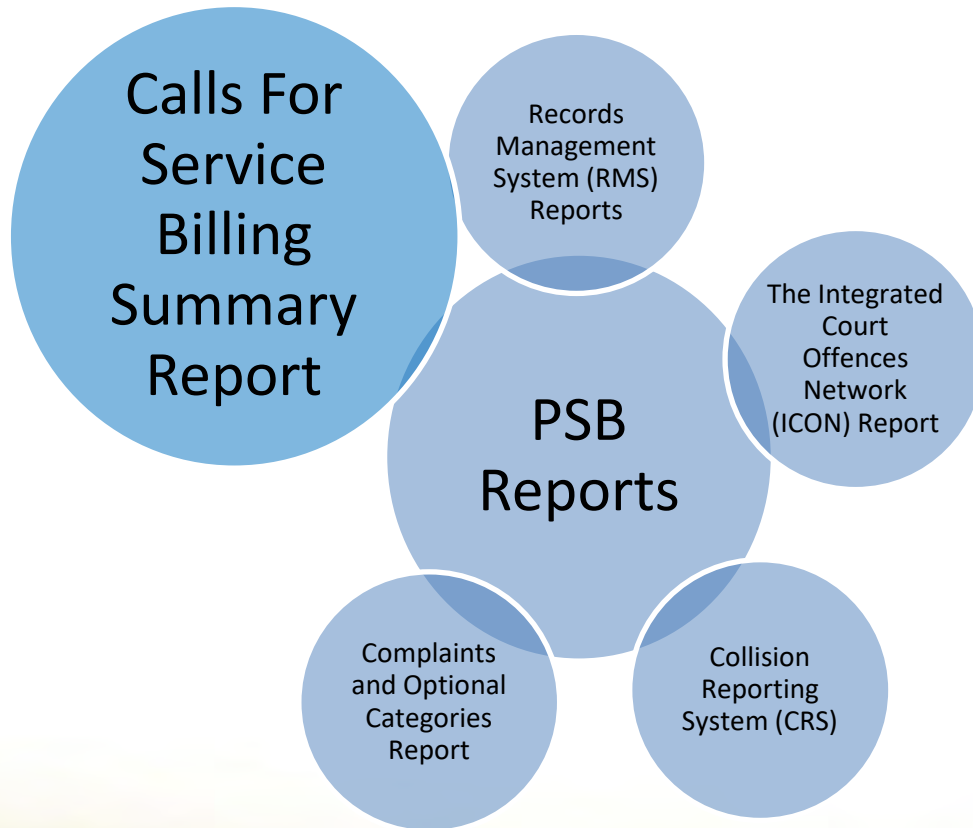 Calls For
Service
Billing
Summary
Report
Records
Management
System (RMS)
Reports
The Integrated
Court
Offences
Network
(ICON) Report
PSB
Reports
Complaints
and Optional
Categories
Report
Collision
Reporting
System (CRS)